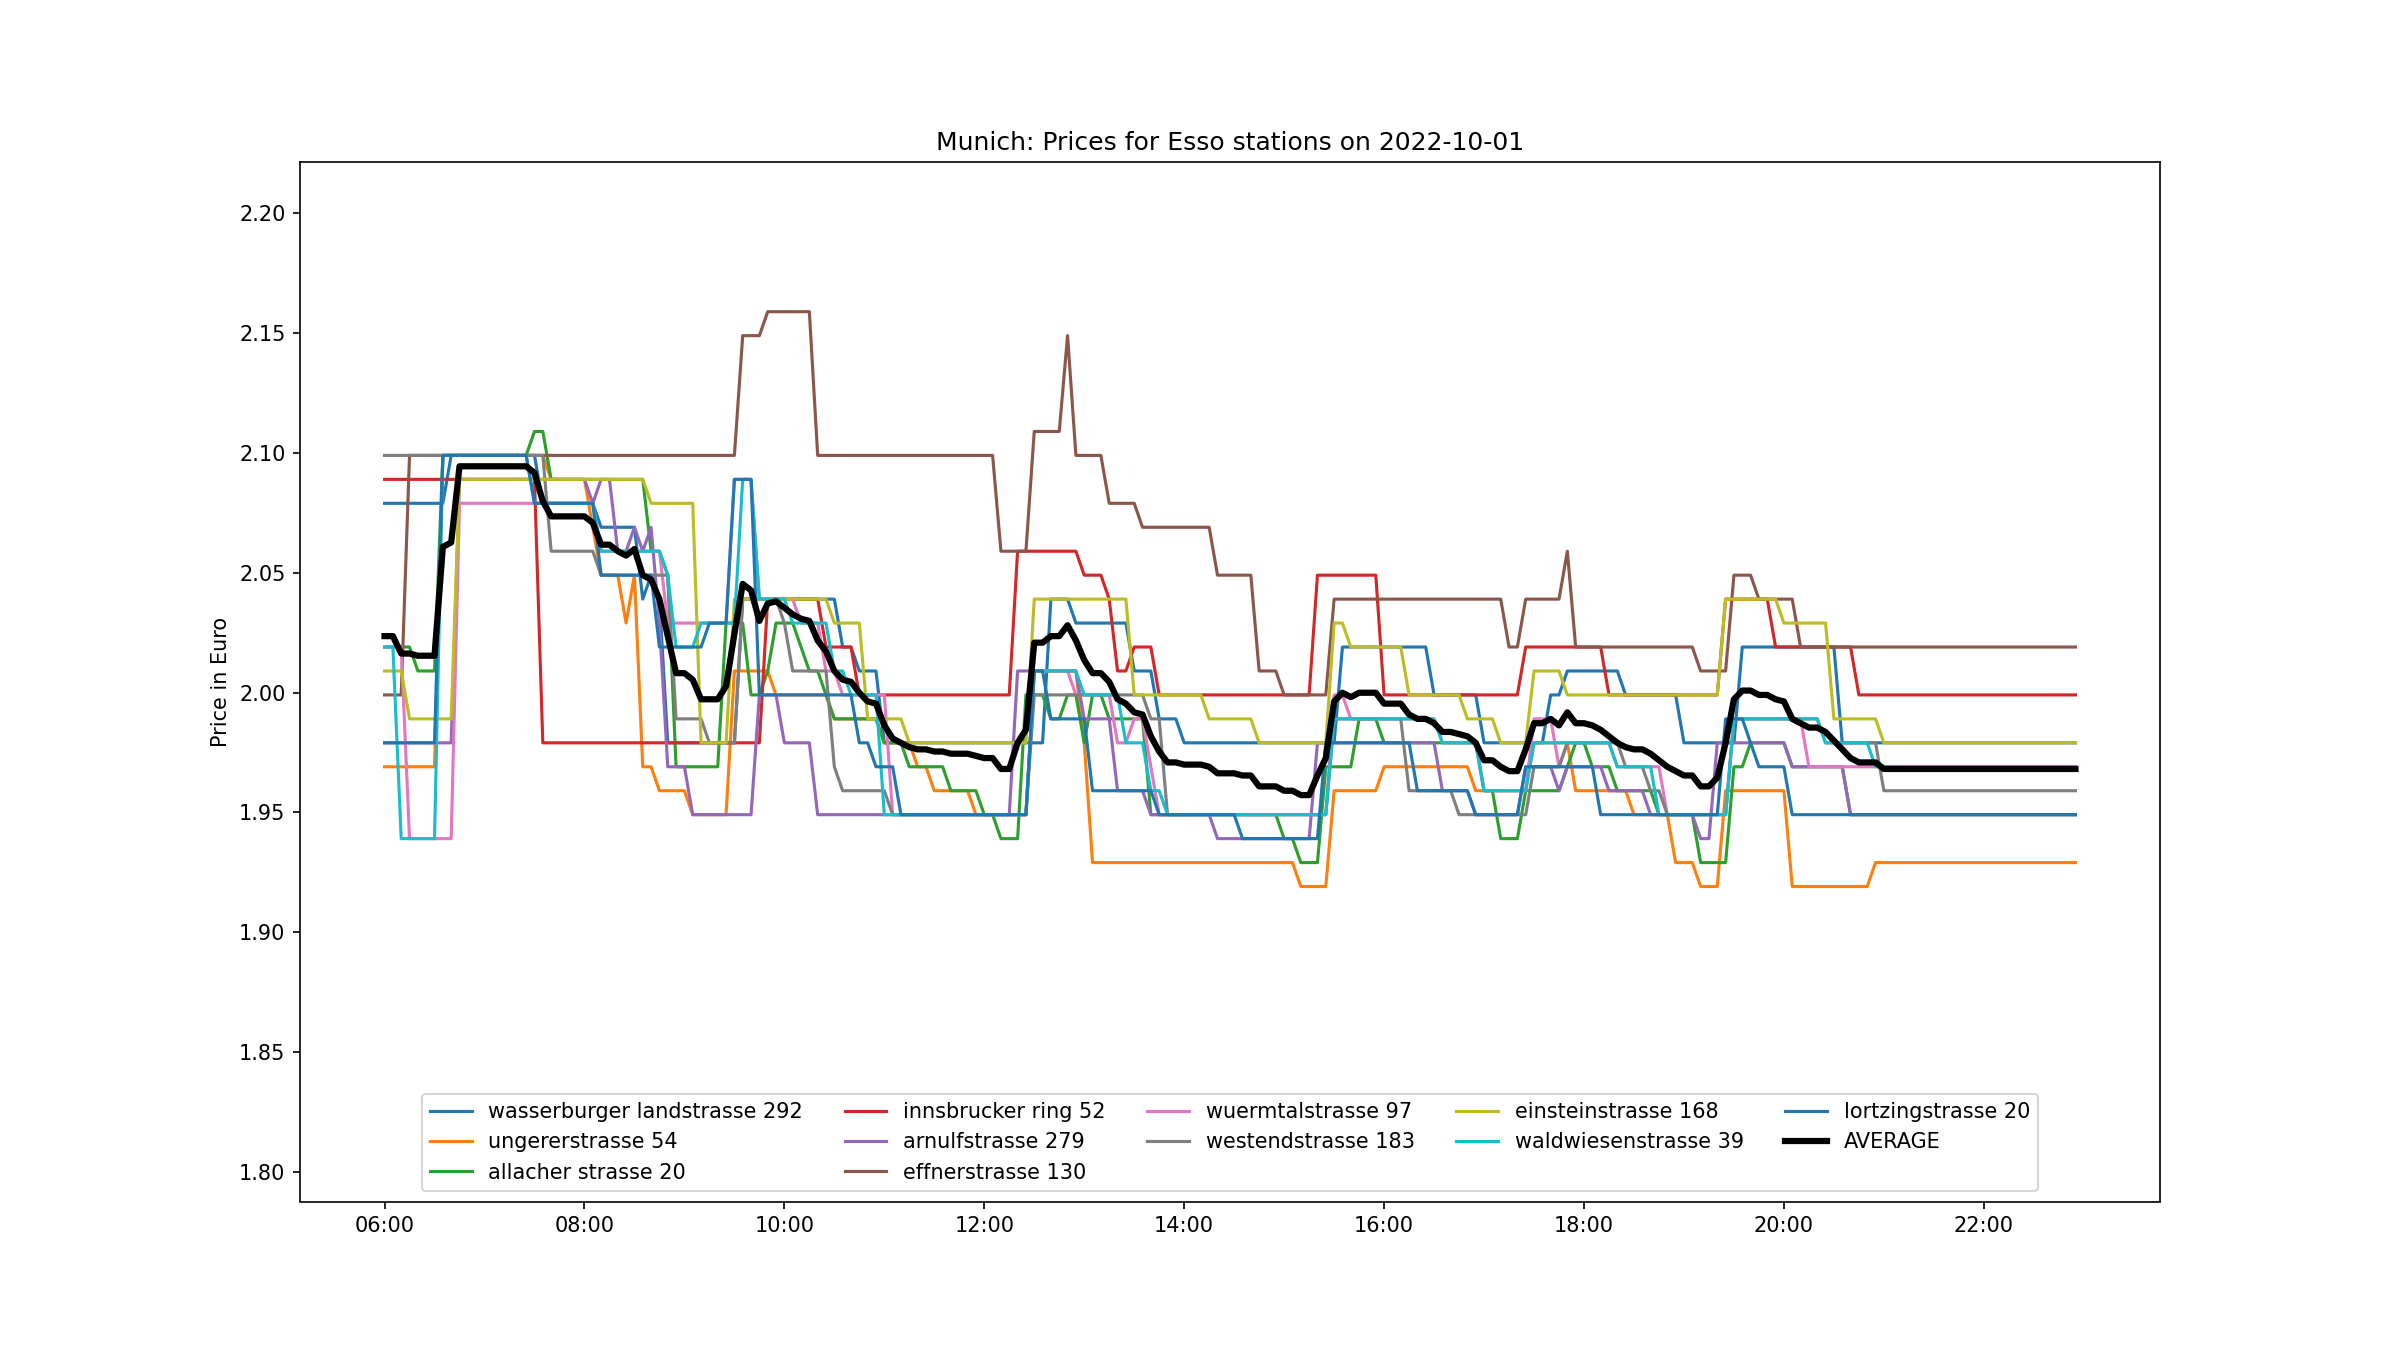 Munich: Prices for Esso stations on 2022-10-01
Price in Euro
2.20
2.15
2.10
2.05
2.00
1.95
1.90
1.85
1.80
wasserburger landstrasse 292
ungererstrasse 54
allacher strasse 20
innsbrucker ring 52
arnulfstrasse 279
effnerstrasse 130
wuermtalstrasse 97
westendstrasse 183
einsteinstrasse 168
waldwiesenstrasse 39
lortzingstrasse 20
AVERAGE
06:00 08:00 10:00 12:00 14:00 16:00 18:00 20:00 22:00